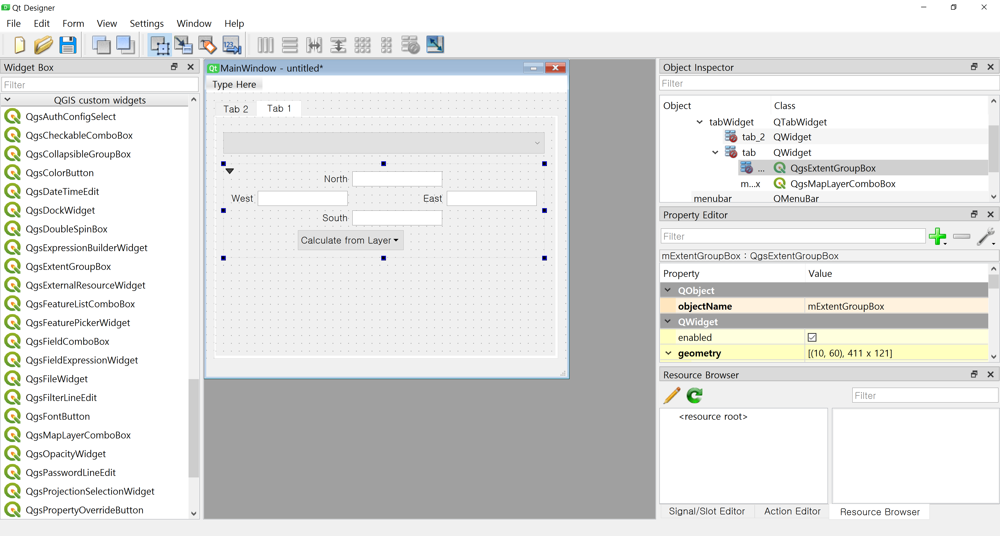 Qt Designer
File Edit Form View Settings Window Help
123
Widget Box
Filter
QGIS custom widgets
QgsAuthConfigSelect
QgsCheckableComboBox
QgsCollapsibleGroupBox
QgsColorButton
QgsDateTimeEdit
QgsDockWidget
QgsDoubleSpinBox
QgsExpressionBuilderWidget
QgsExtentGroupBox
QgsExternalResourceWidget
QgsFeatureListComboBox
QgsFeaturePickerWidget
QgsFieldComboBox
QgsFieldExpressionWidget
QgsFileWidget
QgsFilterLineEdit
QgsFontButton
QgsMapLayerComboBox
QgsOpacityWidget
QgsPasswordLineEdit
QgsProjectionSelectionWidget
QgsPropertyOverrideButton
Qt MainWindow - untitled*
Type Here
Tab 2 Tab 1
North
West East
South
Calculate from Layer
Object Inspector
Filter
Object Class
tabWidget QTabWidget
tab_2 QWidget
tab QWidget
... QgsExtentGroupBox
m...x QgsMapLayerComboBox
menubar QMenuBar
Property Editor
Filter
mExtentGroupBox : QgsExtentGroupBox
Property Value
QObject
objectName mExtentGroupBox
QWidget
enabled
geometry [(10, 60), 411 x 121]
Resource Browser
Filter
<resource root>
Signal/Slot Editor Action Editor Resource Browser